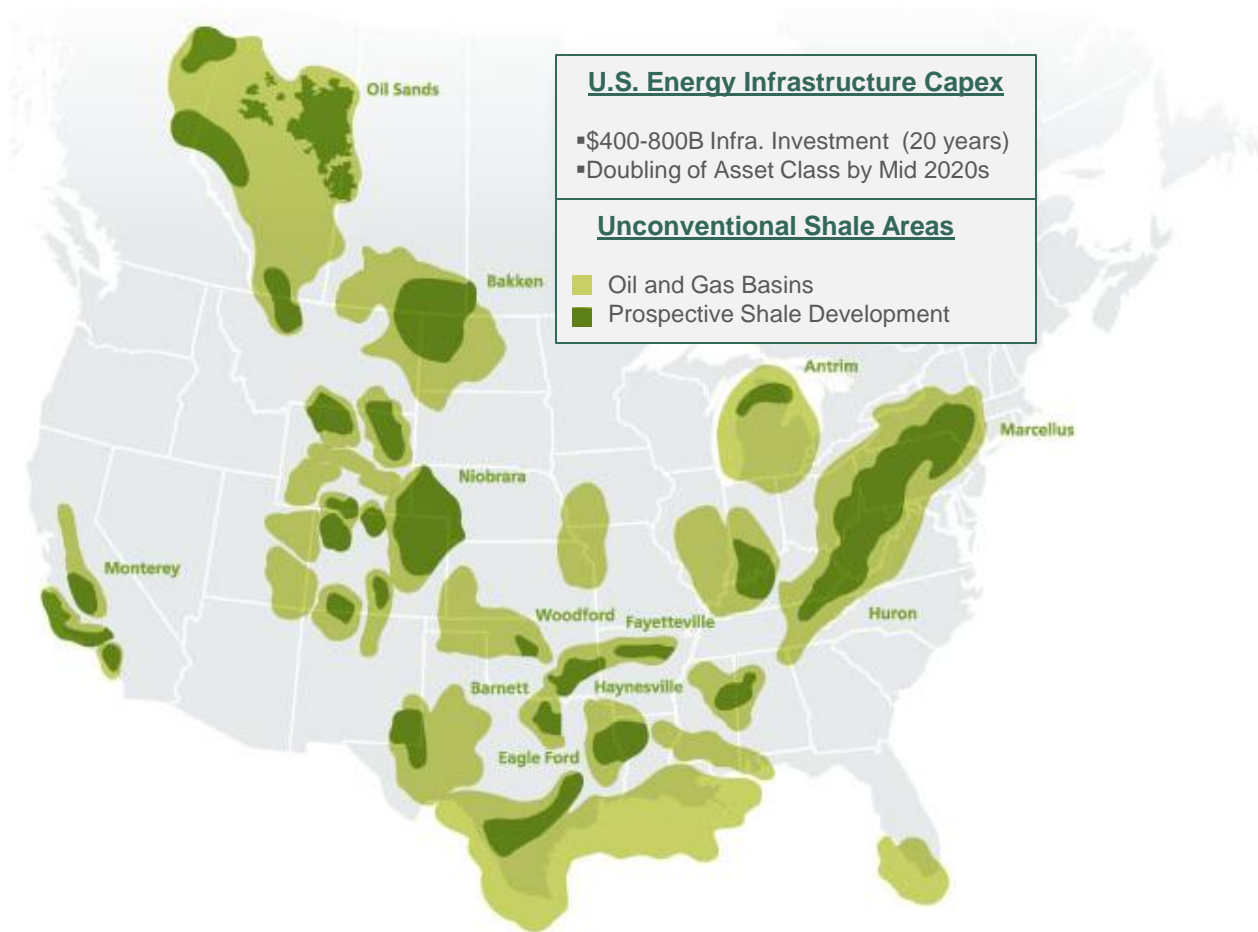 U.S. Energy Infrastructure Capex
▪$400-800B Infra. Investment (20 years)
▪Doubling of Asset Class by Mid 2020s
Unconventional Shale Areas
Oil and Gas Basins
Prospective Shale Development
Oil Sands
Bakken
Antrim
Marcellus
Niobrara
Monterey
Woodford
Fayetteville
Huron
Barnett
Haynesville
Eagle Ford